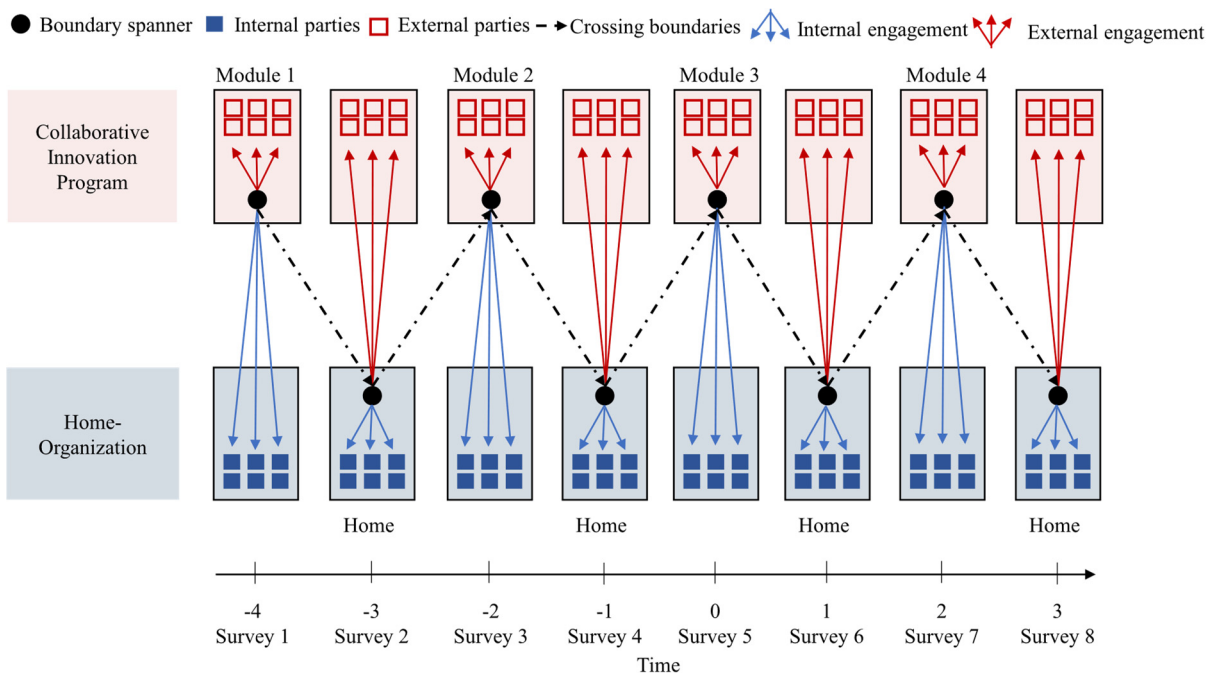 Boundary spanner Internal parties External parties Crossing boundaries Internal engagement External engagement
Module 1 Module 2 Module 3 Module 4
Collaborative
Innovation
Program
Home-
Organization
Home Home Home Home
-4 -3 -2 -1 0 1 2 3
Survey 1 Survey 2 Survey 3 Survey 4 Survey 5 Survey 6 Survey 7 Survey 8
Time